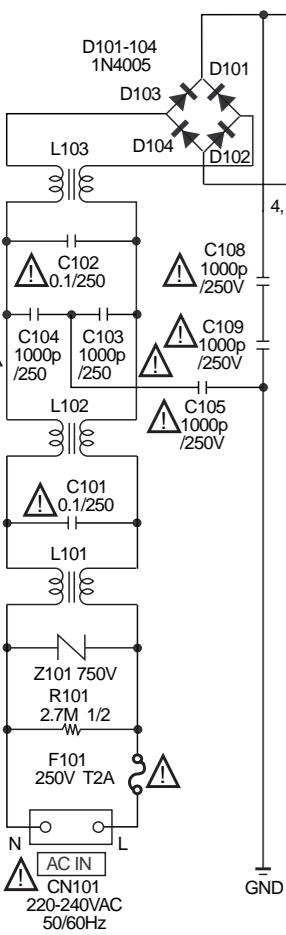 D101-104
1N4005
D101
D103
D104
D102
L103
4,
C102
0.1/250
C108
1000p
/250V
C104
1000p
/250
C103
1000p
/250
C109
1000p
/250V
C105
1000p
/250V
L102
C101
0.1/250
L101
Z101 750V
R101
2.7M 1/2
F101
250V T2A
N
L
AC IN
CN101
220-240VAC
50/60Hz
GND